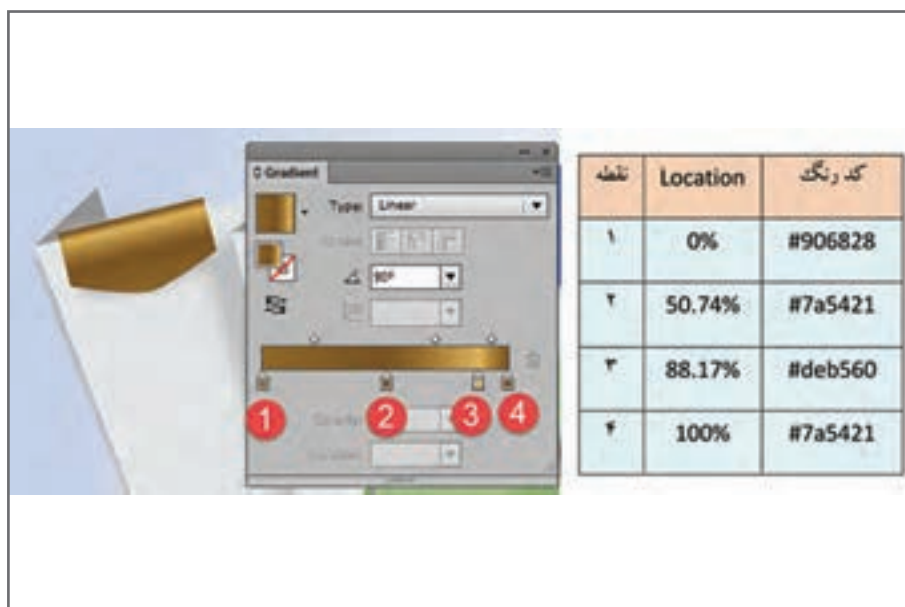 Gradient
Type: Linear
90°
1 2 3 4
نقطه Location کد رنگ
۱ 0% #906828
۲ 50.74% #7a5421
۳ 88.17% #deb560
۴ 100% #7a5421